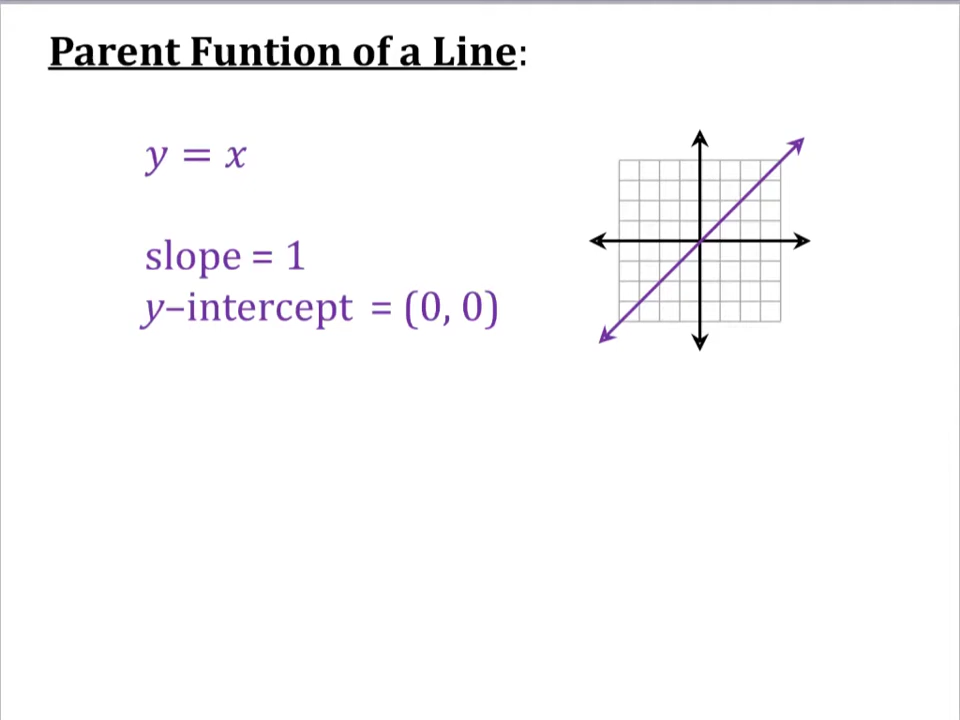 Parent Funtion of a Line:
y = x
slope = 1
y–intercept = (0, 0)